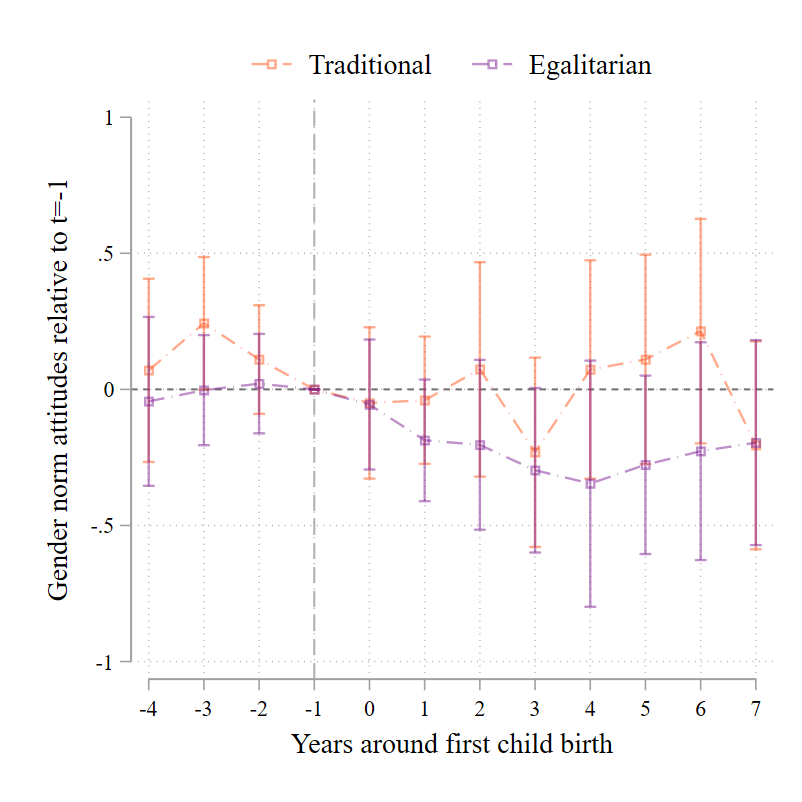 Traditional Egalitarian
Gender norm attitudes relative to t=-1
1
.5
0
-.5
-1
-4 -3 -2 -1 0 1 2 3 4 5 6 7
Years around first child birth